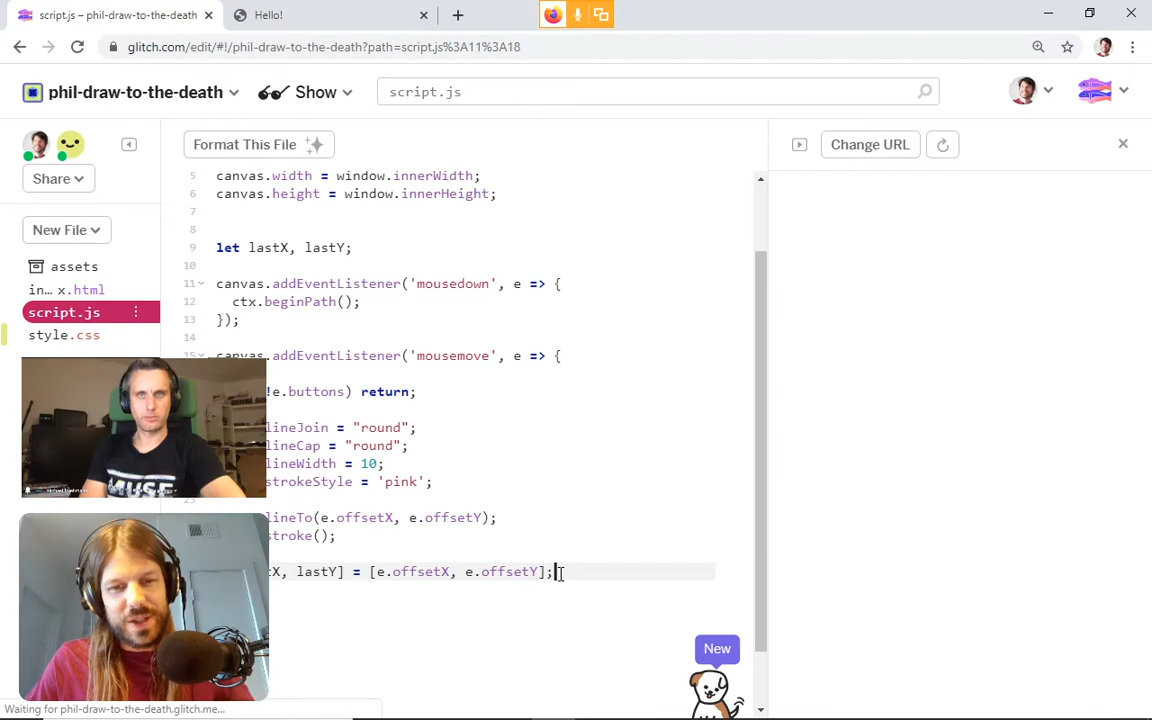 script.js – phil-draw-to-the-death
Hello!
glitch.com/edit/#!/phil-draw-to-the-death?path=script.js%3A11%3A18
phil-draw-to-the-death
Show
script.js
Format This File
Change URL
Share
New File
assets
in… x.html
script.js
style.css
5 canvas.width = window.innerWidth;
6 canvas.height = window.innerHeight;
7
8
9 let lastX, lastY;
10
11 canvas.addEventListener('mousedown', e => {
12 ctx.beginPath();
13 });
14
15 canvas.addEventListener('mousemove', e => {
!e.buttons) return;
lineJoin = "round";
lineCap = "round";
lineWidth = 10;
strokeStyle = 'pink';
23
lineTo(e.offsetX, e.offsetY);
stroke();
tX, lastY] = [e.offsetX, e.offsetY];
MUSE
New
Waiting for phil-draw-to-the-death.glitch.me...